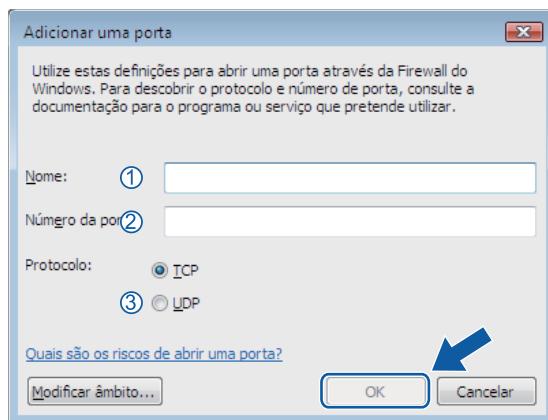 Adicionar uma porta
Utilize estas definições para abrir uma porta através da Firewall do
Windows. Para descobrir o protocolo e número de porta, consulte a
documentação para o programa ou serviço que pretende utilizar.
Nome: ①
Número da por ②
Protocolo: TCP
③ UDP
Quais são os riscos de abrir uma porta?
Modificar âmbito... OK Cancelar